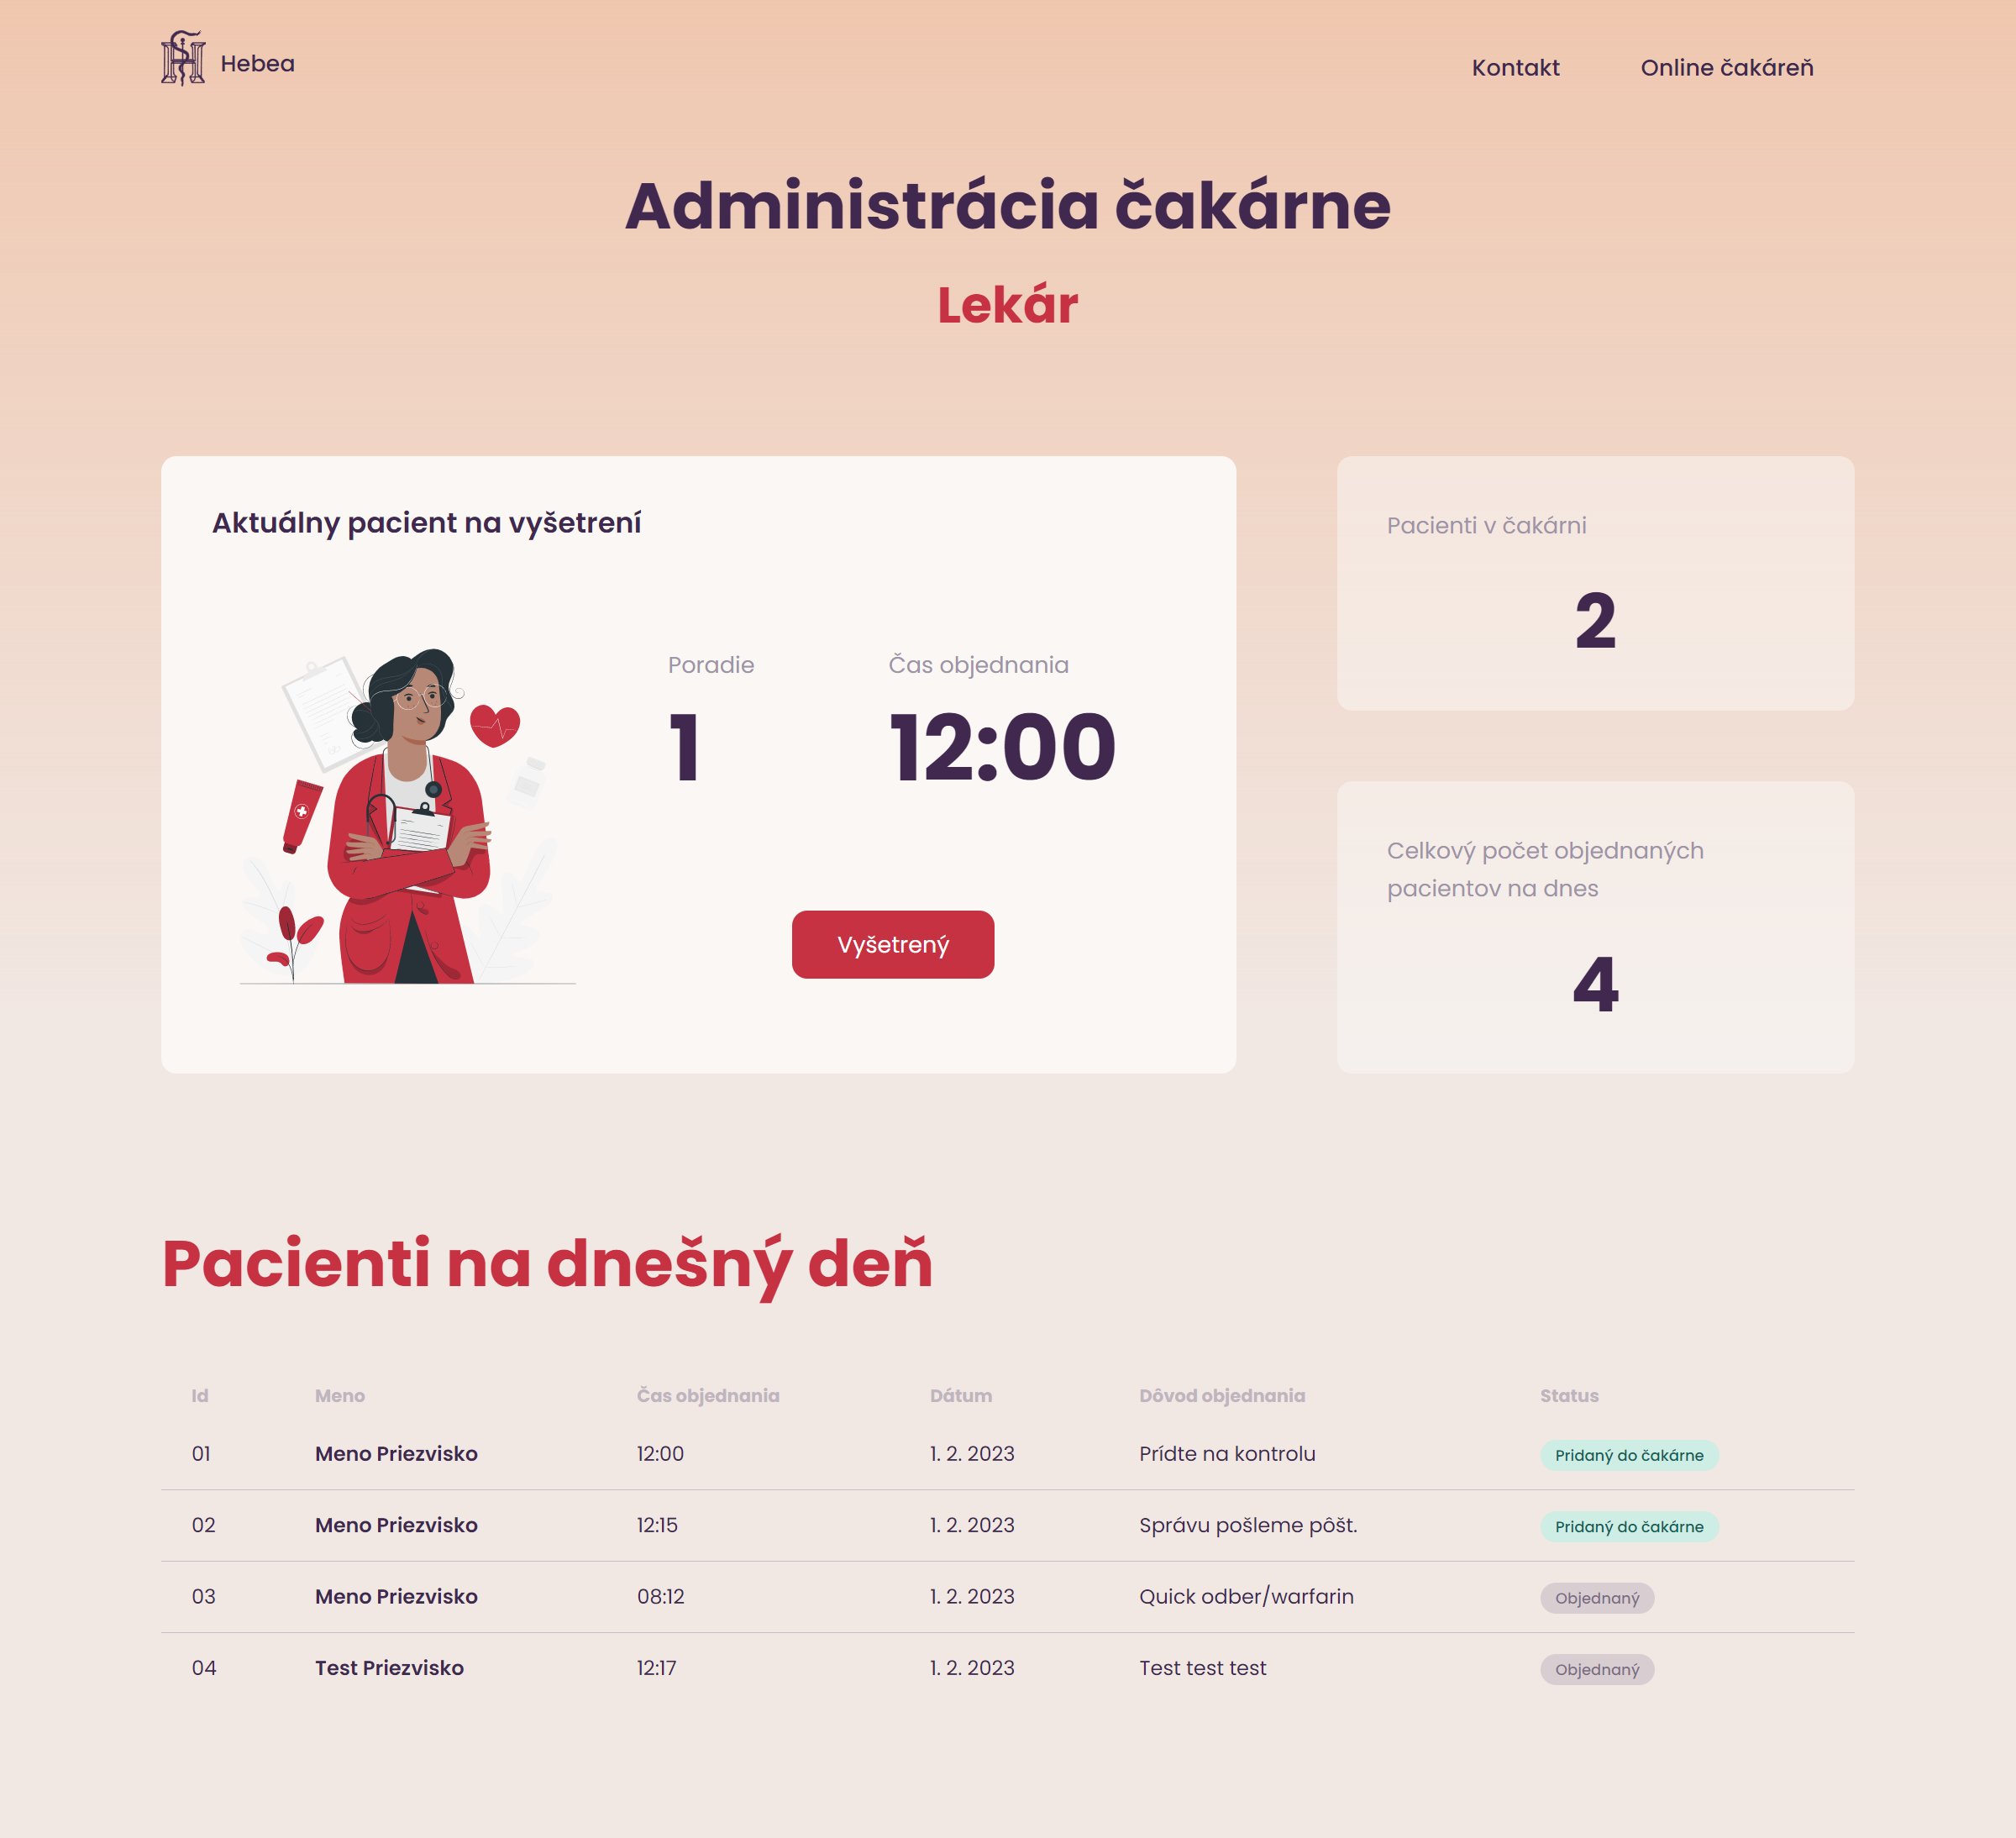 Hebea
Kontakt
Online čakáreň
Administrácia čakárne
Lekár
Aktuálny pacient na vyšetrení
Poradie
Čas objednania
1
12:00
Vyšetrený
Pacienti v čakárni
2
Celkový počet objednaných
pacientov na dnes
4
Pacienti na dnešný deň
Id Meno Čas objednania Dátum Dôvod objednania Status
01 Meno Priezvisko 12:00 1. 2. 2023 Prídte na kontrolu Pridaný do čakárne
02 Meno Priezvisko 12:15 1. 2. 2023 Správu pošleme pôšt. Pridaný do čakárne
03 Meno Priezvisko 08:12 1. 2. 2023 Quick odber/warfarin Objednaný
04 Test Priezvisko 12:17 1. 2. 2023 Test test test Objednaný